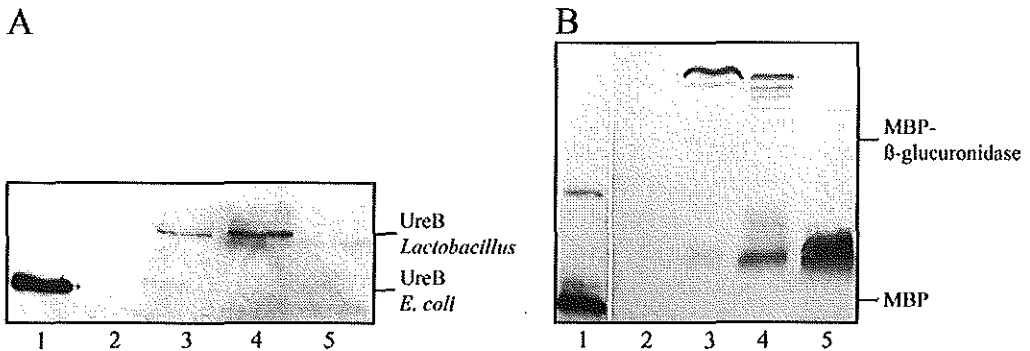 A
UreB
Lactobacillus
UreB
E. coli
1 2 3 4 5
B
MBP-
ß-glucuronidase
MBP
1 2 3 4 5